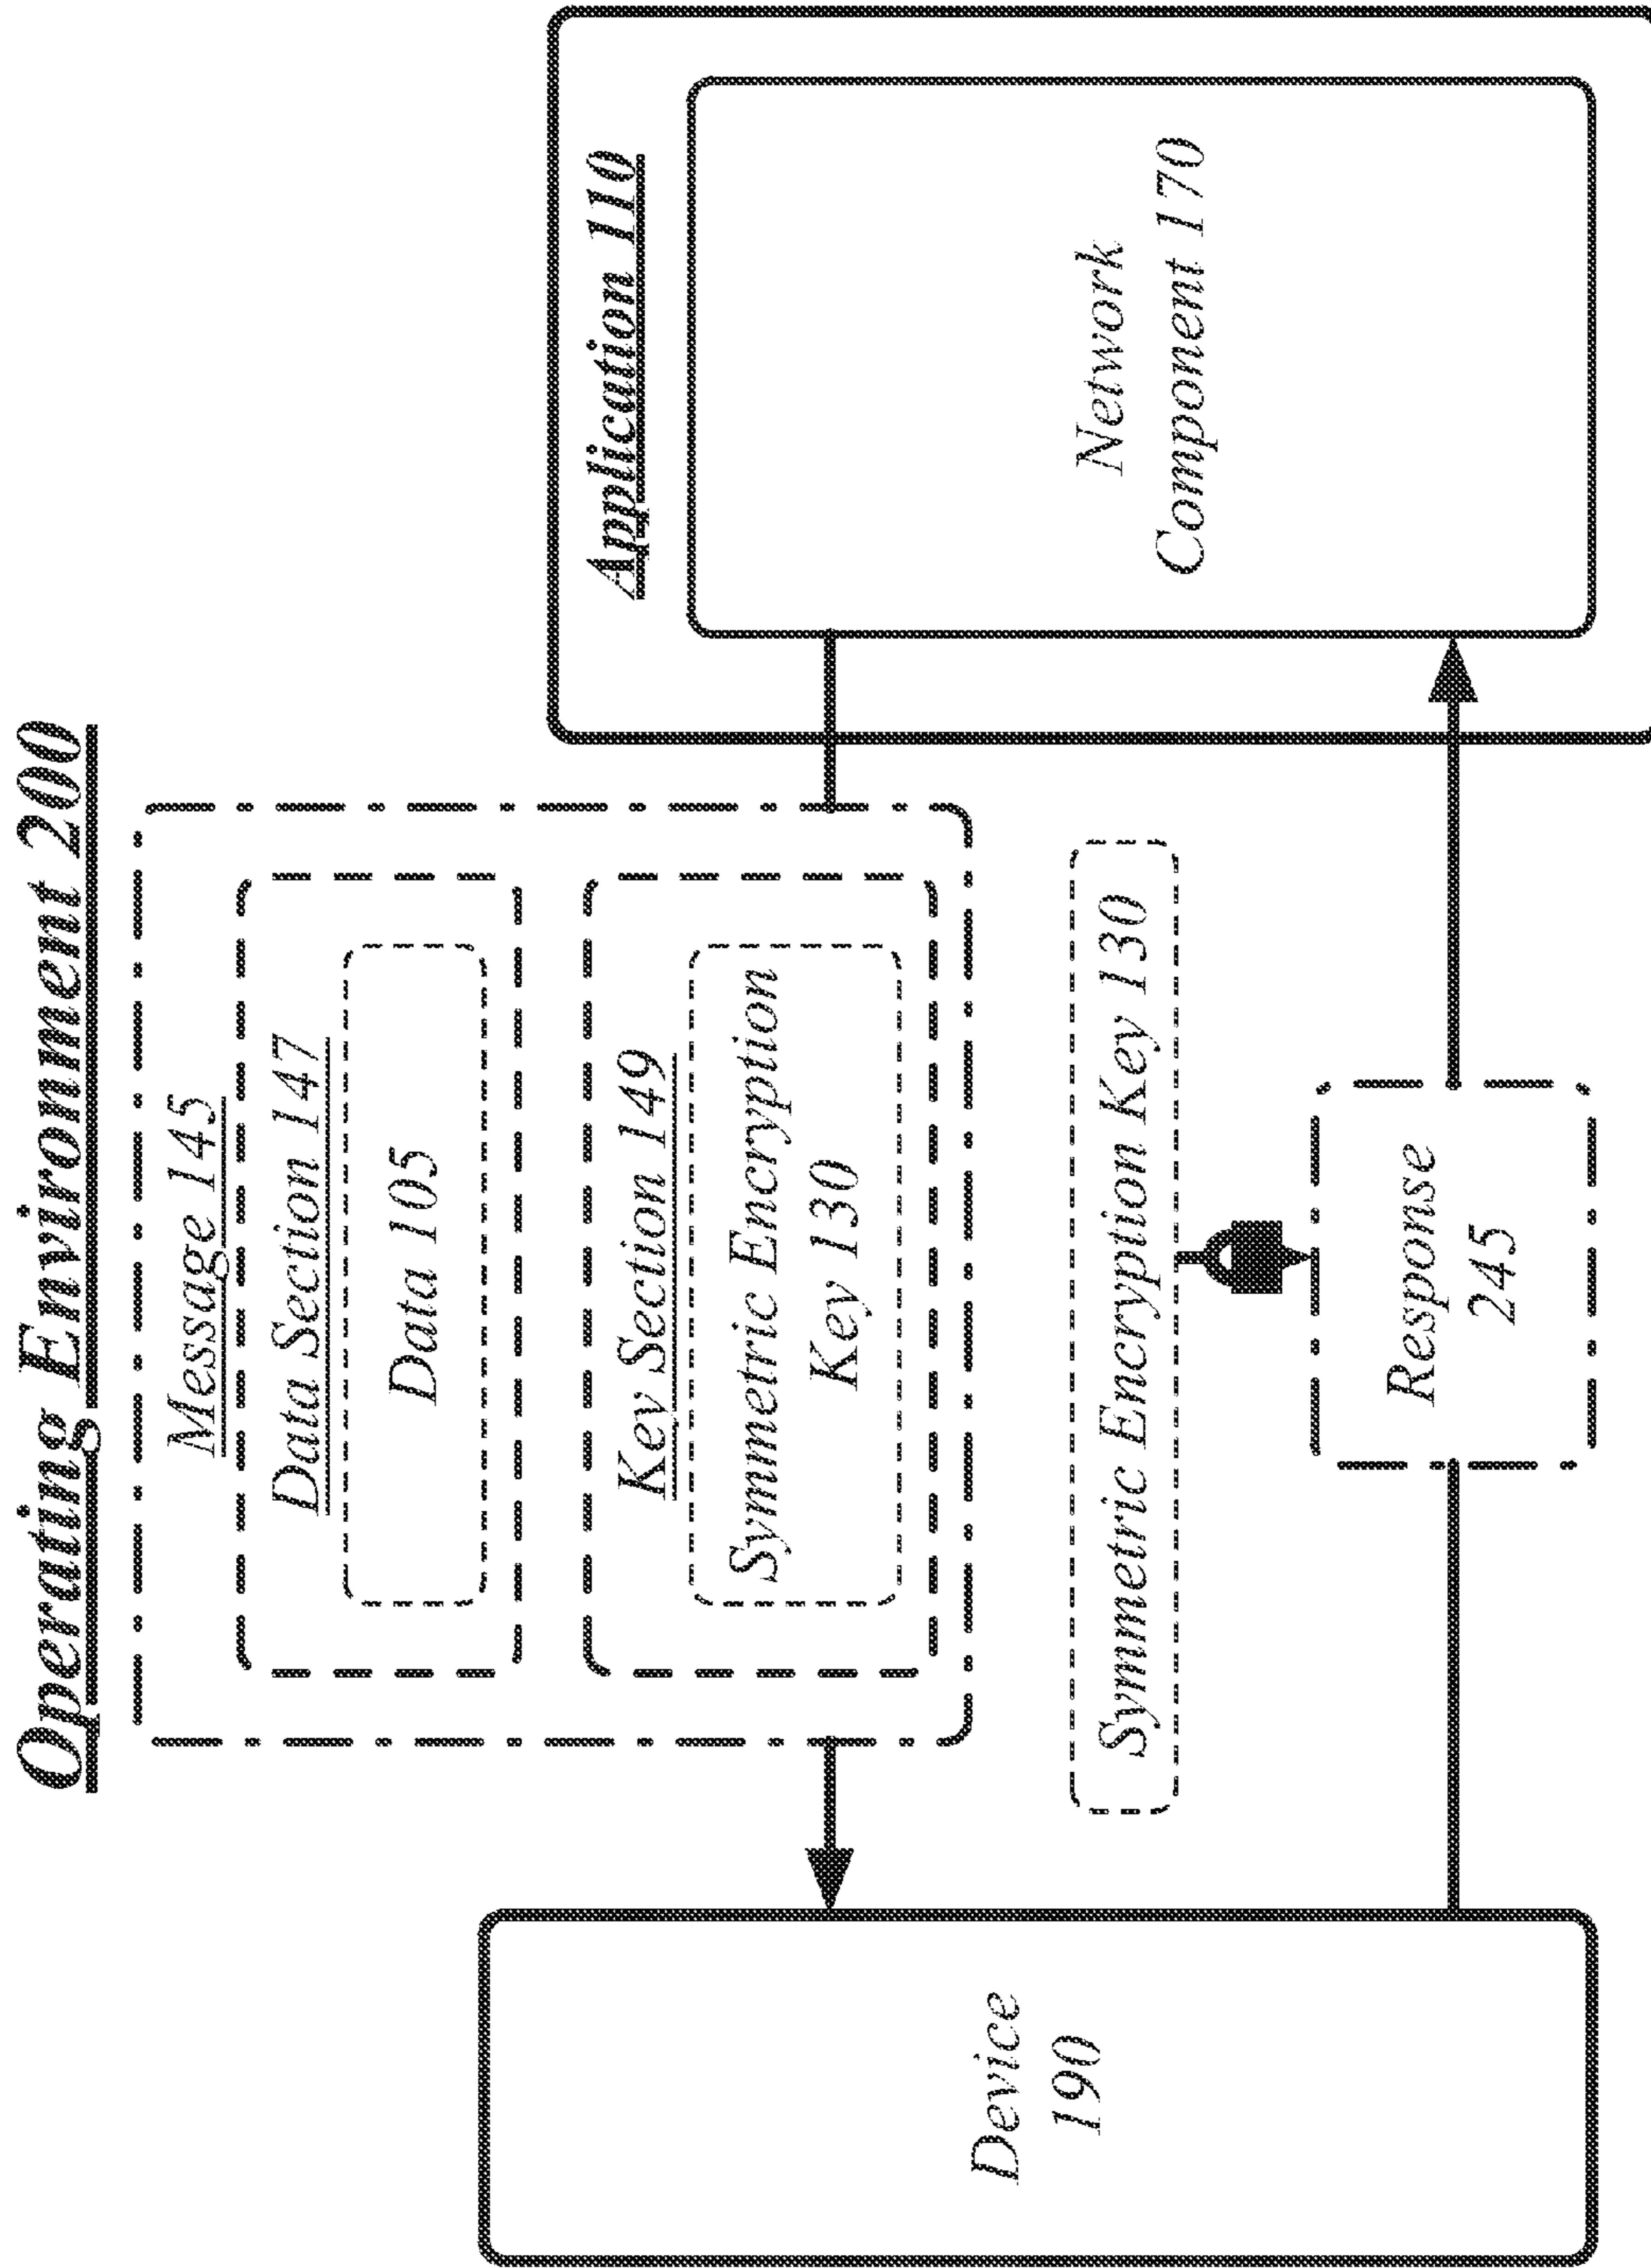 Operating Environment 200
Message 145
Data Section 147
Data 105
Key Section 149
Symmetric Encryption
Key 130
Symmetric Encryption Key 130
Response
245
Device
190
Application 110
Network
Component 170